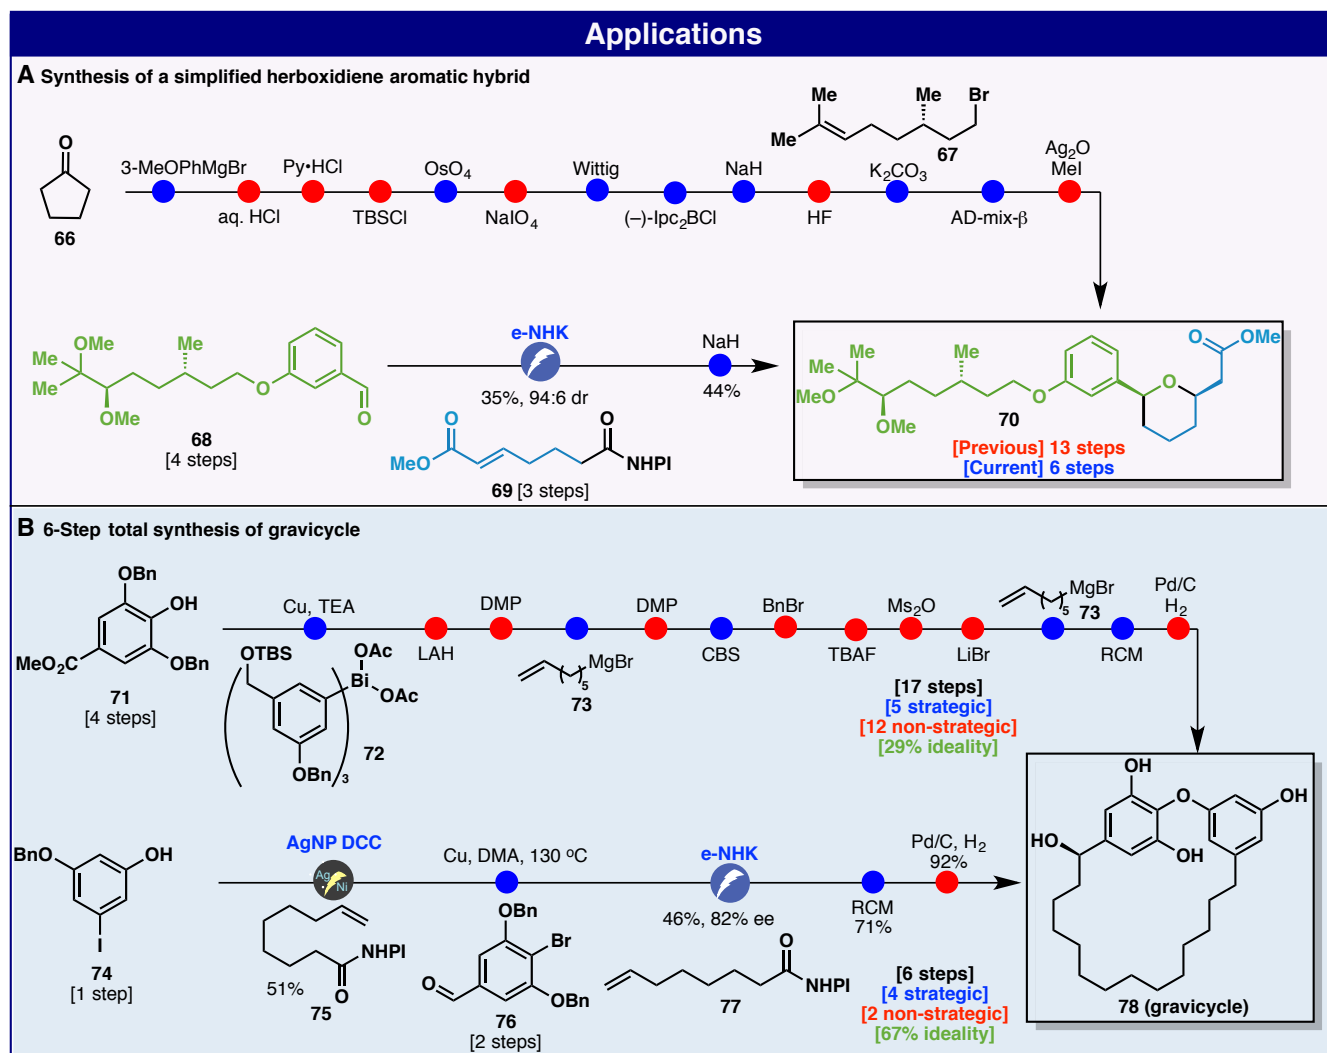 Applications
A Synthesis of a simplified herboxidiene aromatic hybrid
O
66
3-MeOPhMgBr
aq. HCl
Py•HCl
TBSCl
OsO4
NaIO4
Wittig
(–)-Ipc2BCl
NaH
HF
K2CO3
AD-mix-β
Ag2O
MeI
Me
Me
Me
Br
67
OMe
Me
Me
OMe
Me
O
O
68
[4 steps]
e-NHK
35%, 94:6 dr
O
MeO
O
NHPI
69 [3 steps]
NaH
44%
Me
Me
MeO
OMe
Me
O
O
O
OMe
70
[Previous] 13 steps
[Current] 6 steps
B 6-Step total synthesis of gravicycle
OBn
OH
MeO2C
OBn
71
[4 steps]
Cu, TEA
OTBS
OAc
Bi
OAc
OBn
3
72
LAH
DMP
MgBr
5
73
DMP
CBS
BnBr
TBAF
Ms2O
LiBr
MgBr
5
73
RCM
Pd/C
H2
[17 steps]
[5 strategic]
[12 non-strategic]
[29% ideality]
BnO
OH
I
74
[1 step]
AgNP DCC
Ag
Ni
NHPI
O
51%
75
Cu, DMA, 130 ºC
OBn
Br
O
OBn
76
[2 steps]
e-NHK
46%, 82% ee
O
NHPI
77
RCM
71%
Pd/C, H2
92%
[6 steps]
[4 strategic]
[2 non-strategic]
[67% ideality]
OH
O
OH
HO
OH
78 (gravicycle)